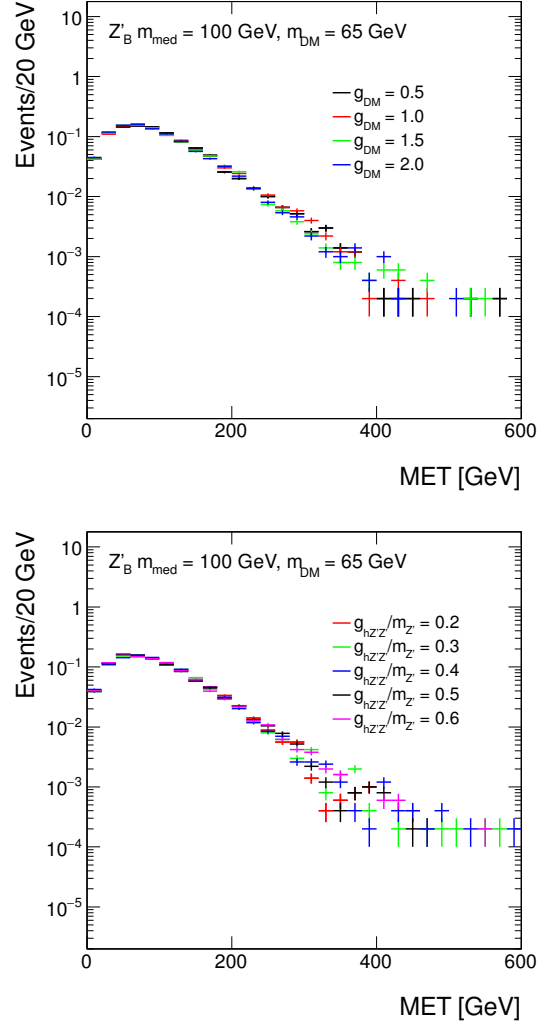 Z'_B m_med = 100 GeV, m_DM = 65 GeV
g_DM = 0.5
g_DM = 1.0
g_DM = 1.5
g_DM = 2.0
Events/20 GeV
10
1
10^−1
10^−2
10^−3
10^−4
10^−5
0 200 400 600
MET [GeV]
Z'_B m_med = 100 GeV, m_DM = 65 GeV
g_hZ'Z'/m_Z' = 0.2
g_hZ'Z'/m_Z' = 0.3
g_hZ'Z'/m_Z' = 0.4
g_hZ'Z'/m_Z' = 0.5
g_hZ'Z'/m_Z' = 0.6
Events/20 GeV
10
1
10^−1
10^−2
10^−3
10^−4
10^−5
0 200 400 600
MET [GeV]